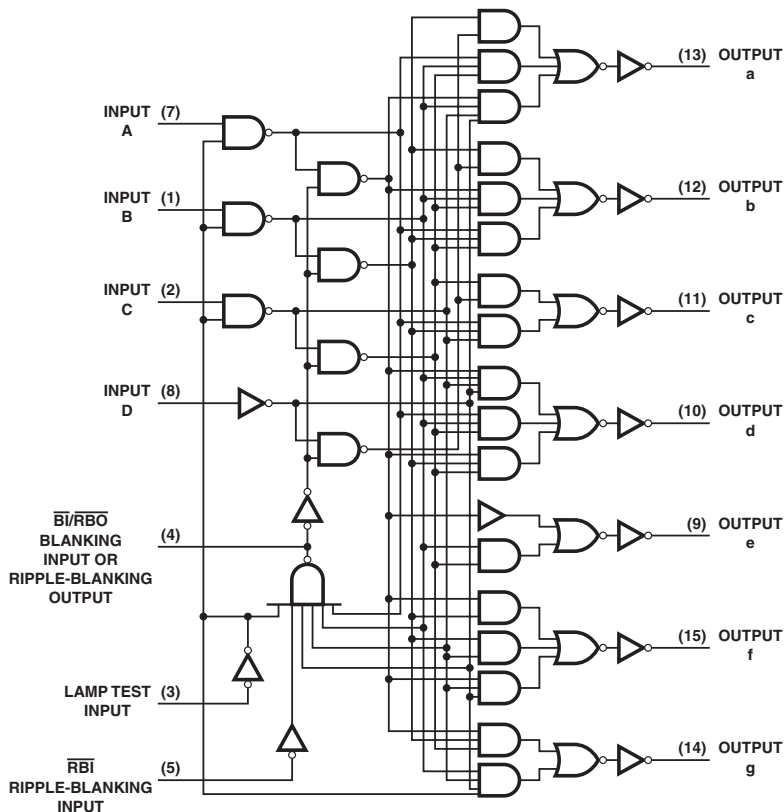 (13) OUTPUT
a
INPUT (7)
A
(12) OUTPUT
b
INPUT (1)
B
INPUT (2)
C
(11) OUTPUT
c
INPUT (8)
D
(10) OUTPUT
d
BI/RBO
BLANKING (4)
INPUT OR
RIPPLE-BLANKING
OUTPUT
(9) OUTPUT
e
(15) OUTPUT
f
LAMP TEST (3)
INPUT
RBI (5)
RIPPLE-BLANKING
INPUT
(14) OUTPUT
g